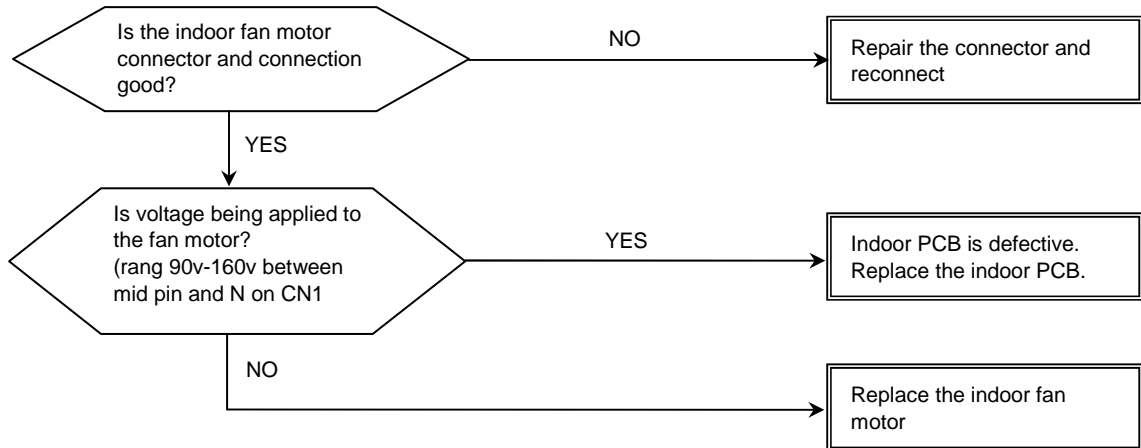 Is the indoor fan motor
connector and connection
good?
NO
Repair the connector and
reconnect
YES
Is voltage being applied to
the fan motor?
(rang 90v-160v between
mid pin and N on CN1
YES
Indoor PCB is defective.
Replace the indoor PCB.
NO
Replace the indoor fan
motor